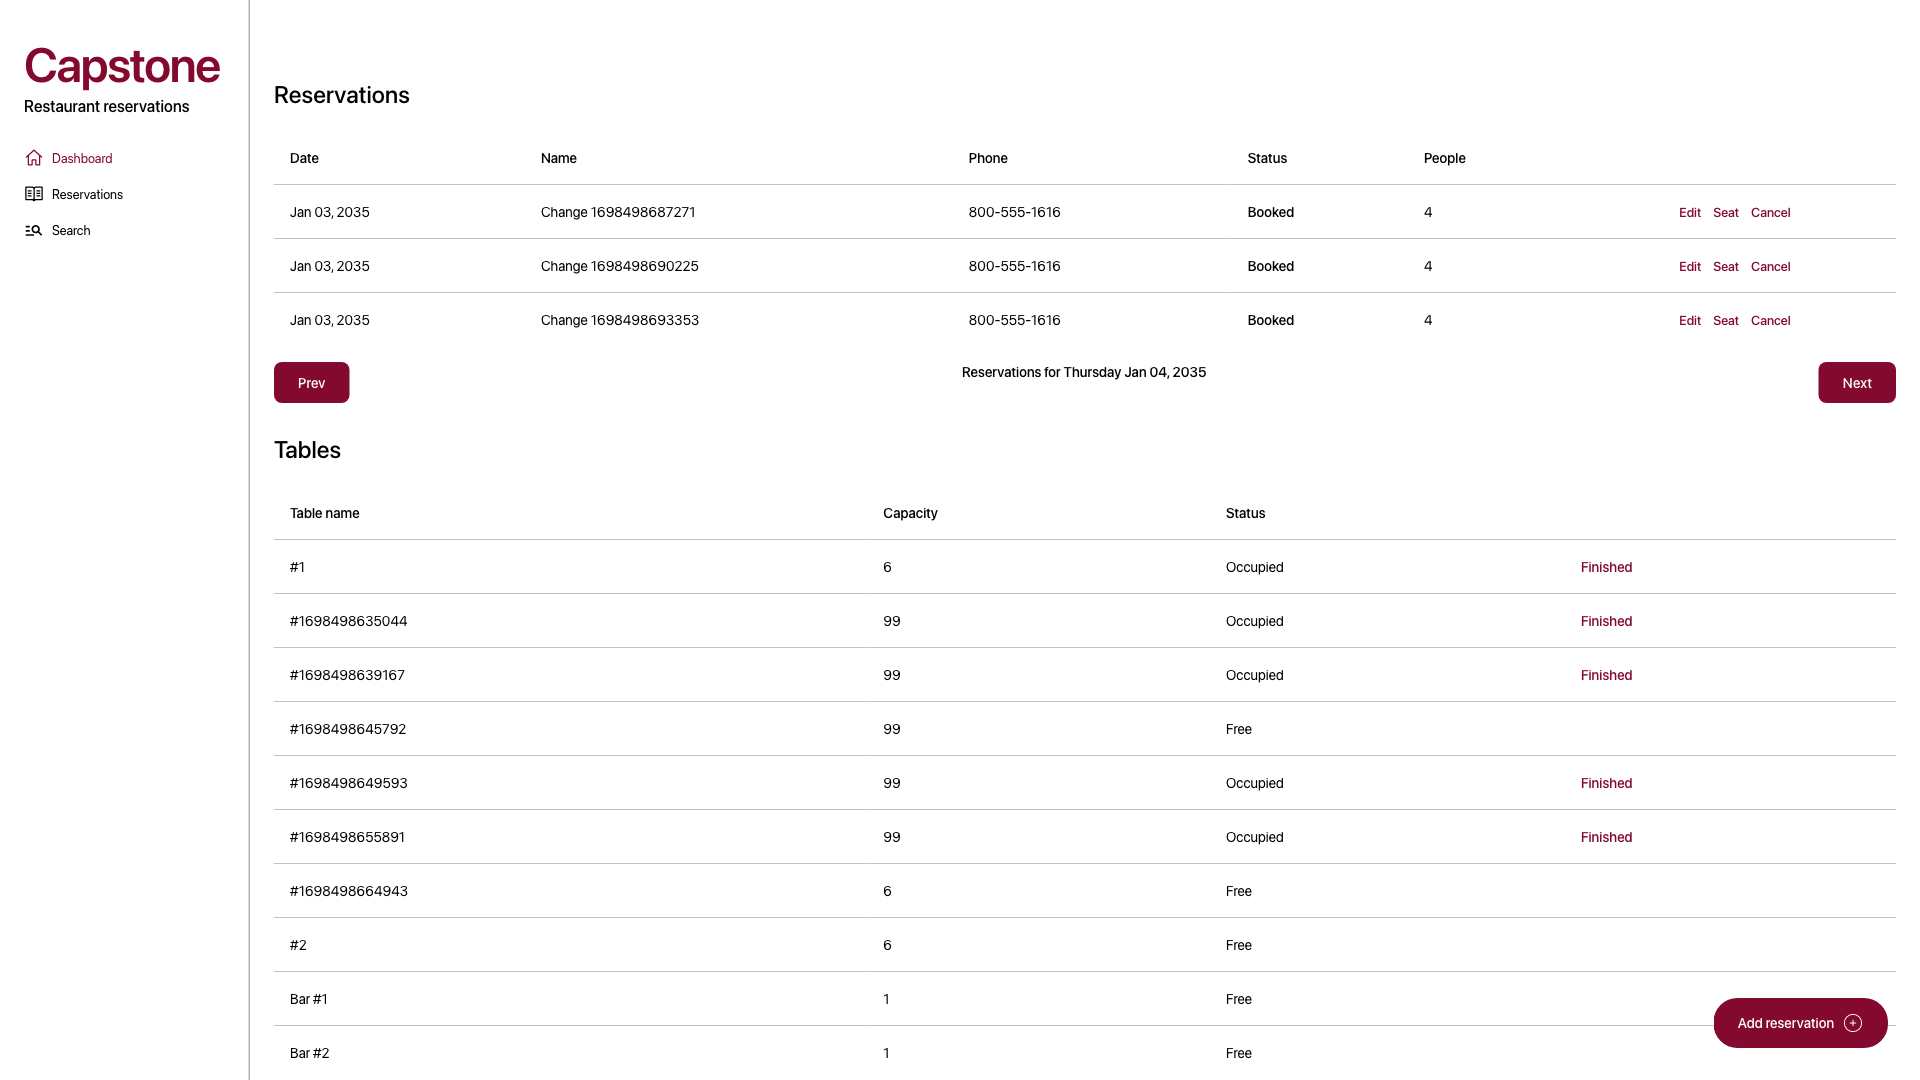 Capstone
Restaurant reservations
Dashboard
Reservations
Search
Reservations
Date Name Phone Status People
Jan 03, 2035 Change 1698498687271 800-555-1616 Booked 4 Edit Seat Cancel
Jan 03, 2035 Change 1698498690225 800-555-1616 Booked 4 Edit Seat Cancel
Jan 03, 2035 Change 1698498693353 800-555-1616 Booked 4 Edit Seat Cancel
Prev Reservations for Thursday Jan 04, 2035 Next
Tables
Table name Capacity Status
#1 6 Occupied Finished
#1698498635044 99 Occupied Finished
#1698498639167 99 Occupied Finished
#1698498645792 99 Free
#1698498649593 99 Occupied Finished
#1698498655891 99 Occupied Finished
#1698498664943 6 Free
#2 6 Free
Bar #1 1 Free
Add reservation
Bar #2 1 Free